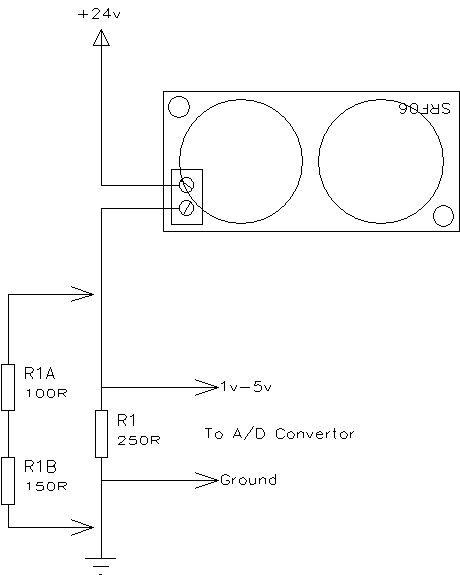 +24v
SRF06
1v-5v
R1A
100R
R1
250R
To A/D Convertor
R1B
150R
Ground